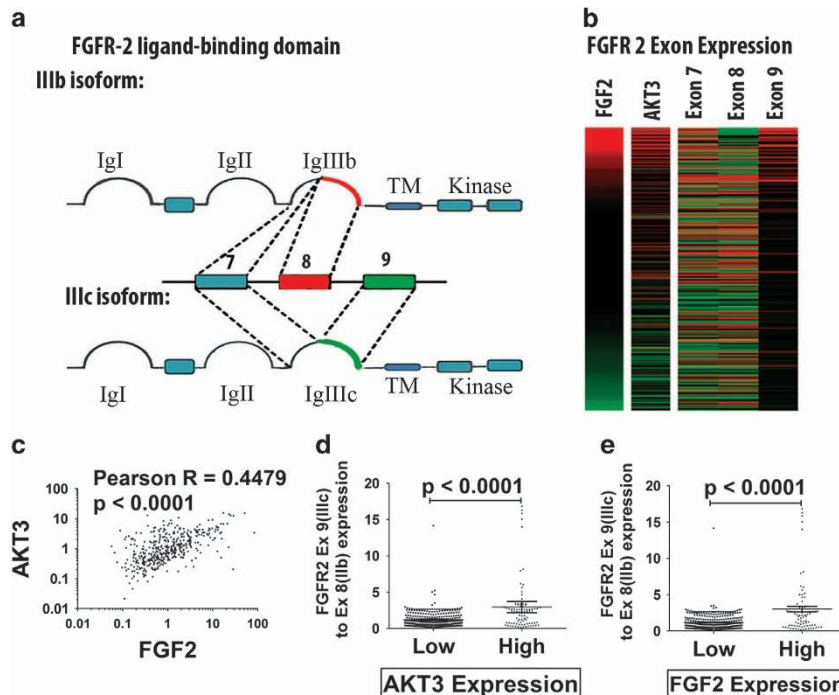 a
FGFR-2 ligand-binding domain
IIIb isoform:
IgI
IgII
IgIIIb
TM
Kinase
7
8
9
IIIc isoform:
IgI
IgII
IgIIIc
TM
Kinase
b
FGFR 2 Exon Expression
FGF2
AKT3
Exon 7
Exon 8
Exon 9
c
Pearson R = 0.4479
p < 0.0001
AKT3
100
10
1
0.1
0.01
0.01
0.1
1
10
100
FGF2
d
FGFR2 Ex 9(IIIc)
to Ex 8(IIb) expression
20
15
10
5
0
p < 0.0001
Low
High
AKT3 Expression
e
FGFR2 Ex 9(IIIc)
to Ex 8(IIb) expression
20
15
10
5
0
p < 0.0001
Low
High
FGF2 Expression